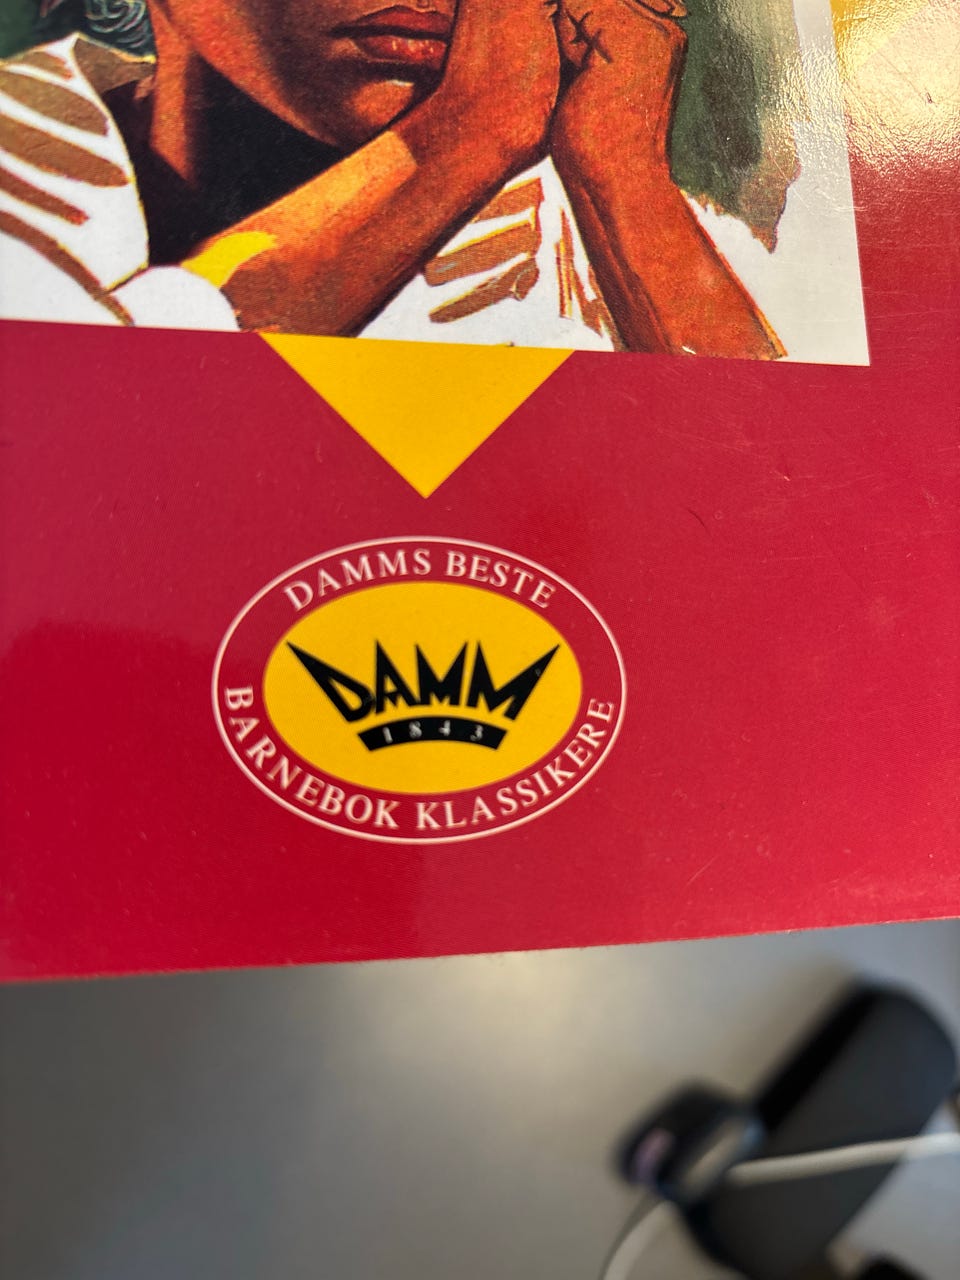 DAMMS BESTE
DAMM
1843
BARNEBOK KLASSIKERE